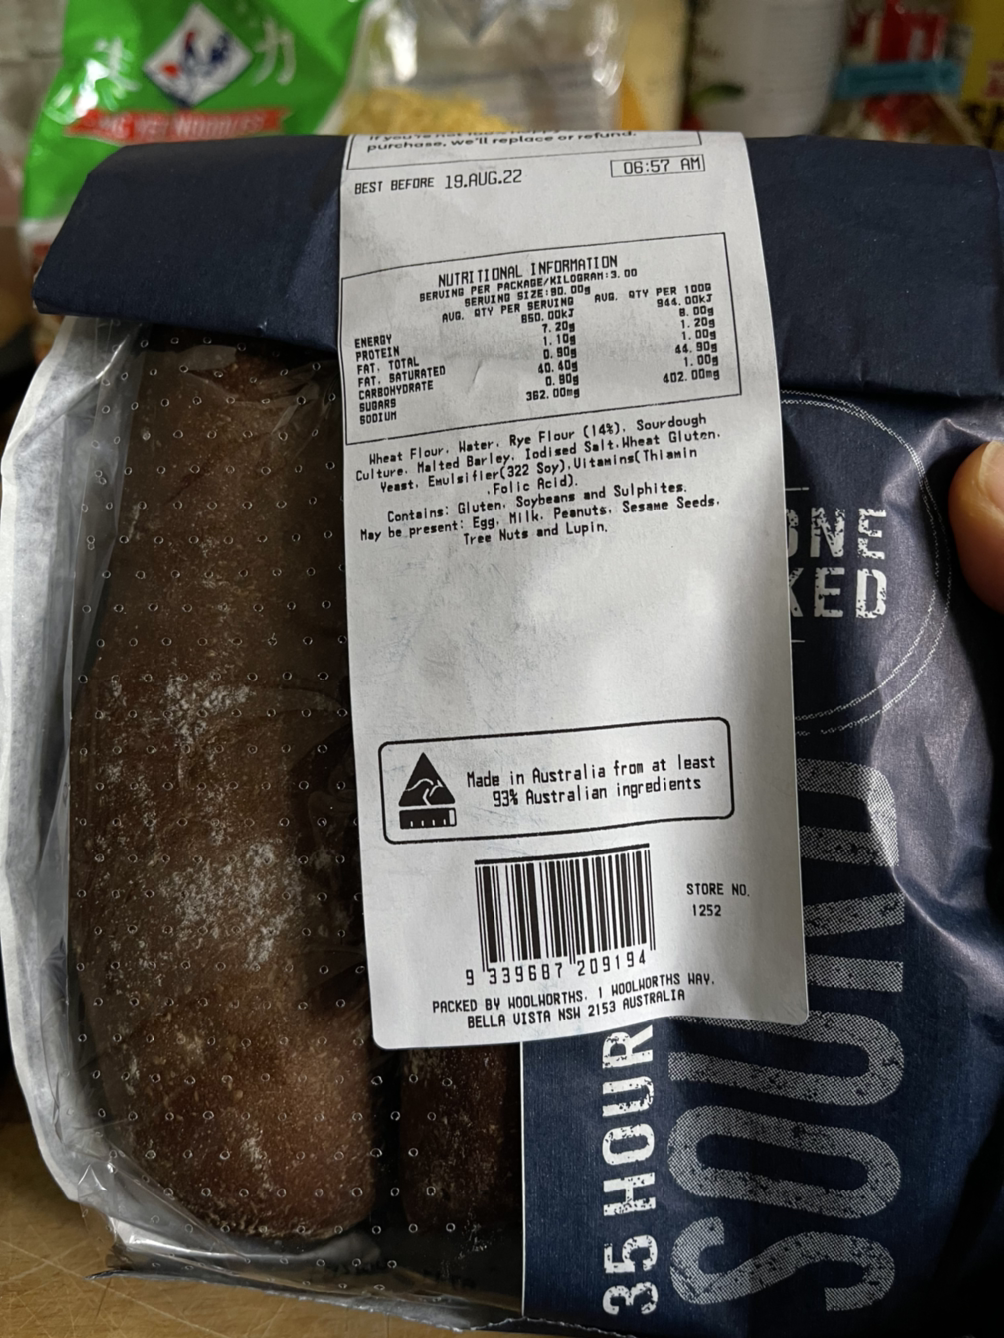 美 力
purchase, we'll replace or refund.
BEST BEFORE 19.AUG.22
06:57 AM
NUTRITIONAL INFORMATION
SERVING PER PACKAGE/KILOGRAM:3.00
SERVING SIZE:90.00g
AVG. QTY PER SERVING AVG. QTY PER 100G
ENERGY 850.00kJ 944.00kJ
PROTEIN 7.20g 8.00g
FAT, TOTAL 1.10g 1.20g
FAT, SATURATED 0.90g 1.00g
CARBOHYDRATE 40.40g 44.90g
SUGARS 0.90g 1.00g
SODIUM 362.00mg 402.00mg
Wheat Flour, Water, Rye Flour (14%), Sourdough
Culture, Malted Barley, Iodised Salt,Wheat Gluten,
Yeast, Emulsifier(322 Soy),Vitamins(Thiamin
,Folic Acid).
Contains: Gluten, Soybeans and Sulphites.
May be present: Egg, Milk, Peanuts, Sesame Seeds,
Tree Nuts and Lupin.
NE
KED
Made in Australia from at least
93% Australian ingredients
STORE NO.
1252
9 339687 209194
PACKED BY WOOLWORTHS, 1 WOOLWORTHS WAY,
BELLA VISTA NSW 2153 AUSTRALIA
35 HOUR
SOURD